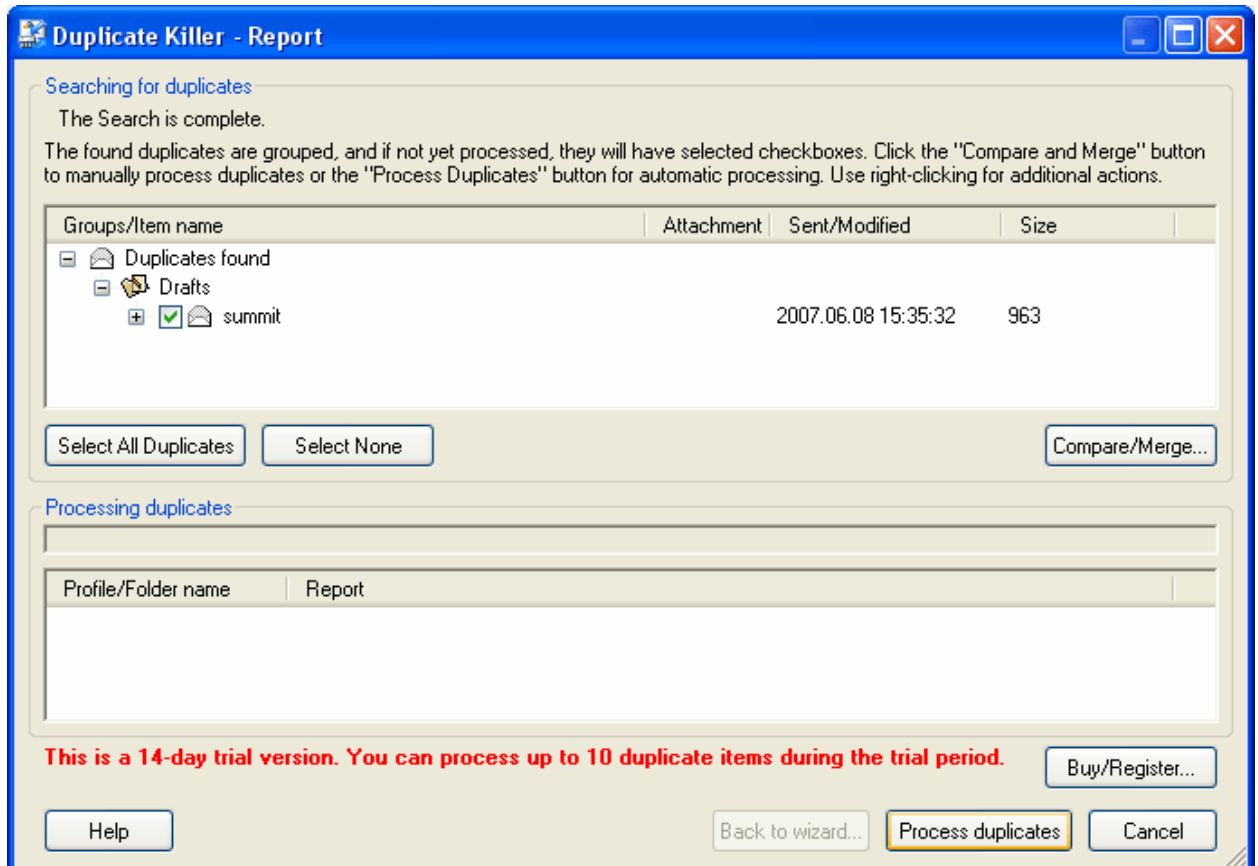 Duplicate Killer - Report
Searching for duplicates
The Search is complete.
The found duplicates are grouped, and if not yet processed, they will have selected checkboxes. Click the "Compare and Merge" button
to manually process duplicates or the "Process Duplicates" button for automatic processing. Use right-clicking for additional actions.
Groups/Item name Attachment Sent/Modified Size
Duplicates found
Drafts
summit 2007.06.08 15:35:32 963
Select All Duplicates Select None Compare/Merge...
Processing duplicates
Profile/Folder name Report
This is a 14-day trial version. You can process up to 10 duplicate items during the trial period.
Buy/Register...
Help Back to wizard... Process duplicates Cancel